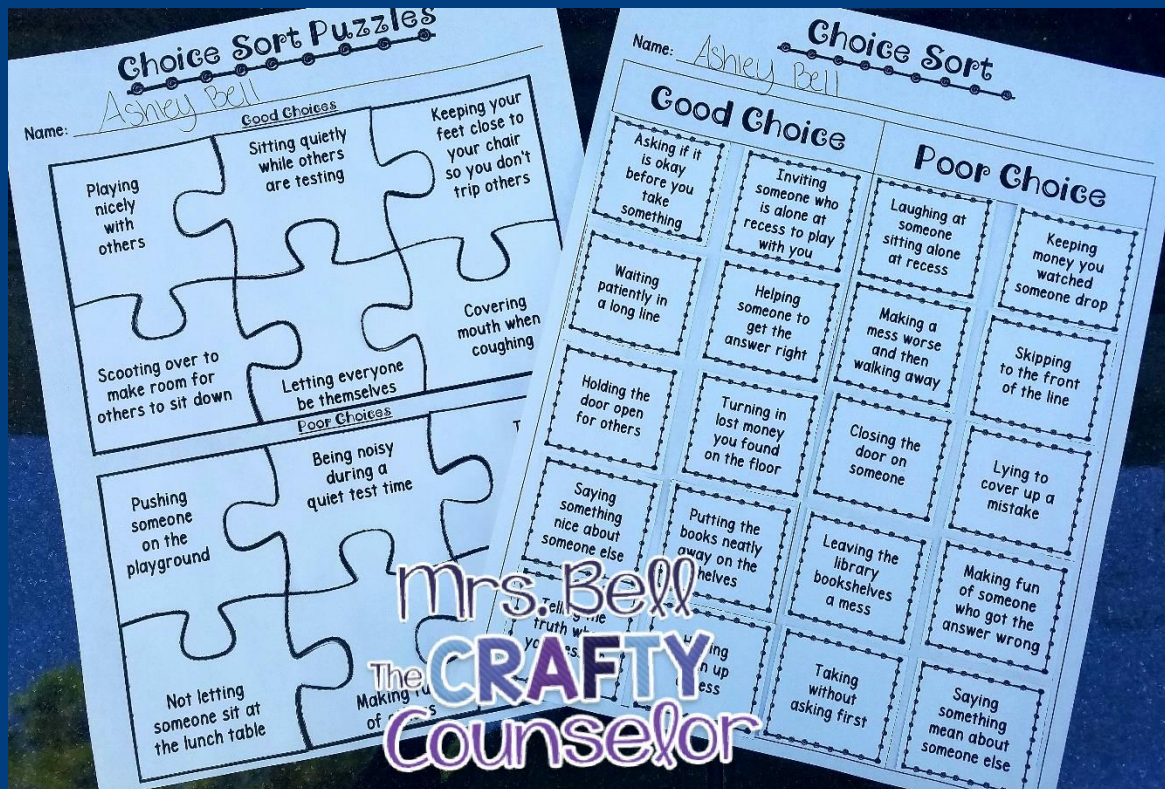 Choice Sort Puzzles
Name: Ashley Bell
Good Choices
Playing
nicely
with
others
Sitting quietly
while others
are testing
Keeping your
feet close to
your chair
so you don't
trip others
Scooting over to
make room for
others to sit down
Letting everyone
be themselves
Covering
mouth when
coughing
Poor Choices
Pushing
someone
on the
playground
Being noisy
during a
quiet test time
Not letting
someone sit at
the lunch table
Making
of
Choice Sort
Name: Ashley Bell
Good Choice
Poor Choice
Asking if it
is okay
before you
take
something
Inviting
someone who
is alone at
recess to play
with you
Laughing at
someone
sitting alone
at recess
Keeping
money you
watched
someone drop
Waiting
patiently in
a long line
Helping
someone to
get the
answer right
Making a
mess worse
and then
walking away
Skipping
to the front
of the line
Holding the
door open
for others
Turning in
lost money
you found
on the floor
Closing the
door on
someone
Lying to
cover up a
mistake
Saying
something
nice about
someone else
Putting the
books neatly
away on the
shelves
Leaving the
library
bookshelves
a mess
Making fun
of someone
who got the
answer wrong
the
truth
up
Taking
without
asking first
Saying
something
mean about
someone else
Mrs. Bell
The CRAFTY
Counselor